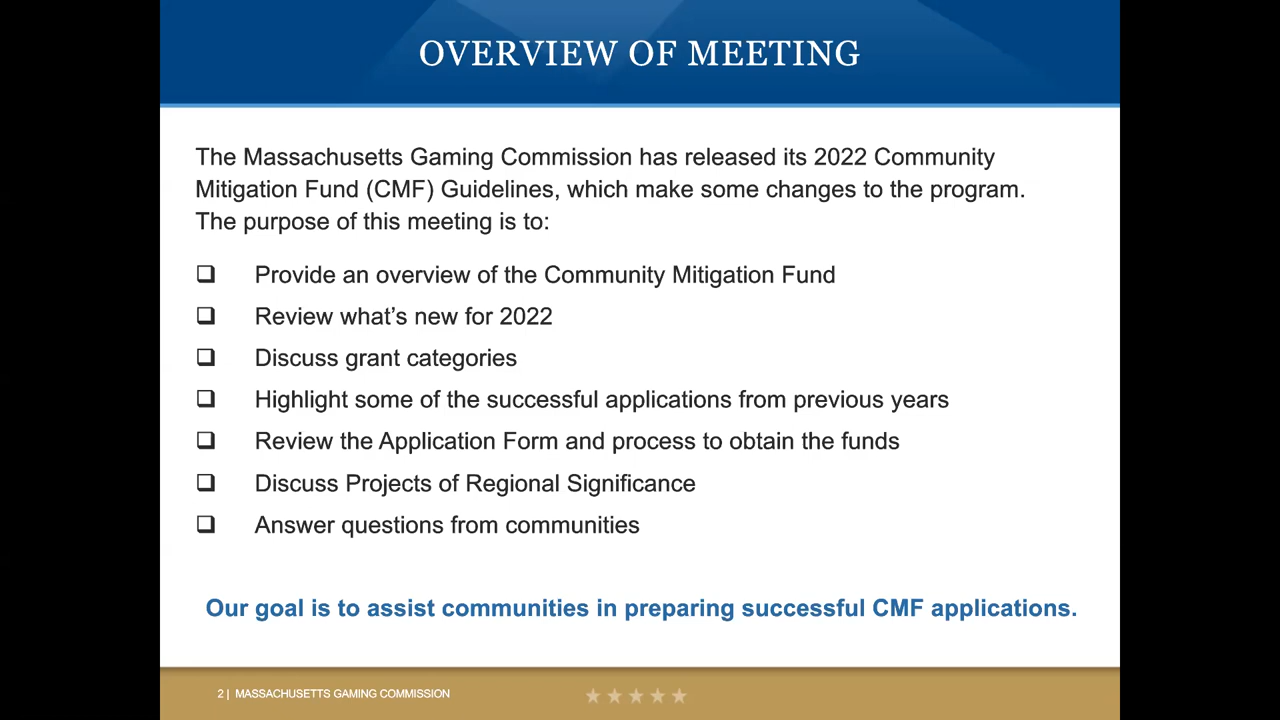 OVERVIEW OF MEETING
The Massachusetts Gaming Commission has released its 2022 Community
Mitigation Fund (CMF) Guidelines, which make some changes to the program.
The purpose of this meeting is to:
❑ Provide an overview of the Community Mitigation Fund
❑ Review what’s new for 2022
❑ Discuss grant categories
❑ Highlight some of the successful applications from previous years
❑ Review the Application Form and process to obtain the funds
❑ Discuss Projects of Regional Significance
❑ Answer questions from communities
Our goal is to assist communities in preparing successful CMF applications.
2 | MASSACHUSETTS GAMING COMMISSION